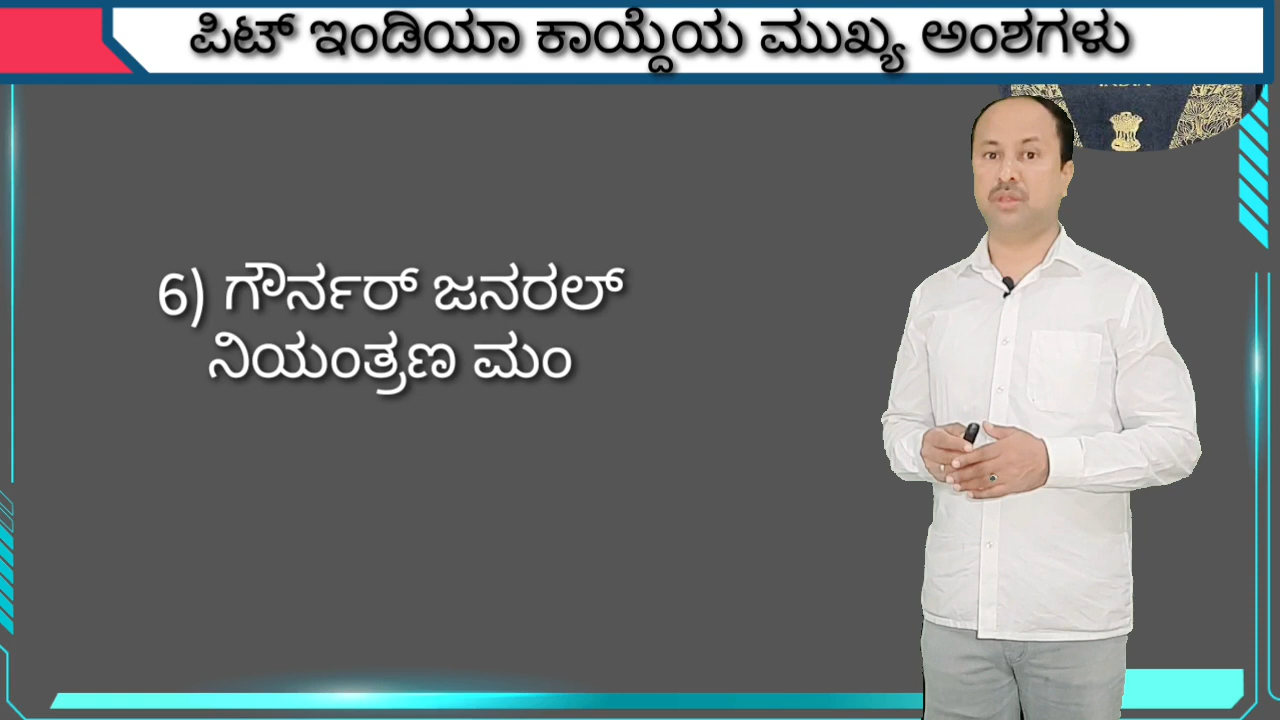 ಪಿಟ್ ಇಂಡಿಯಾ ಕಾಯ್ದೆಯ ಮುಖ್ಯ ಅಂಶಗಳು
6) ಗೌರ್ನರ್ ಜನರಲ್
ನಿಯಂತ್ರಣ ಮಂ